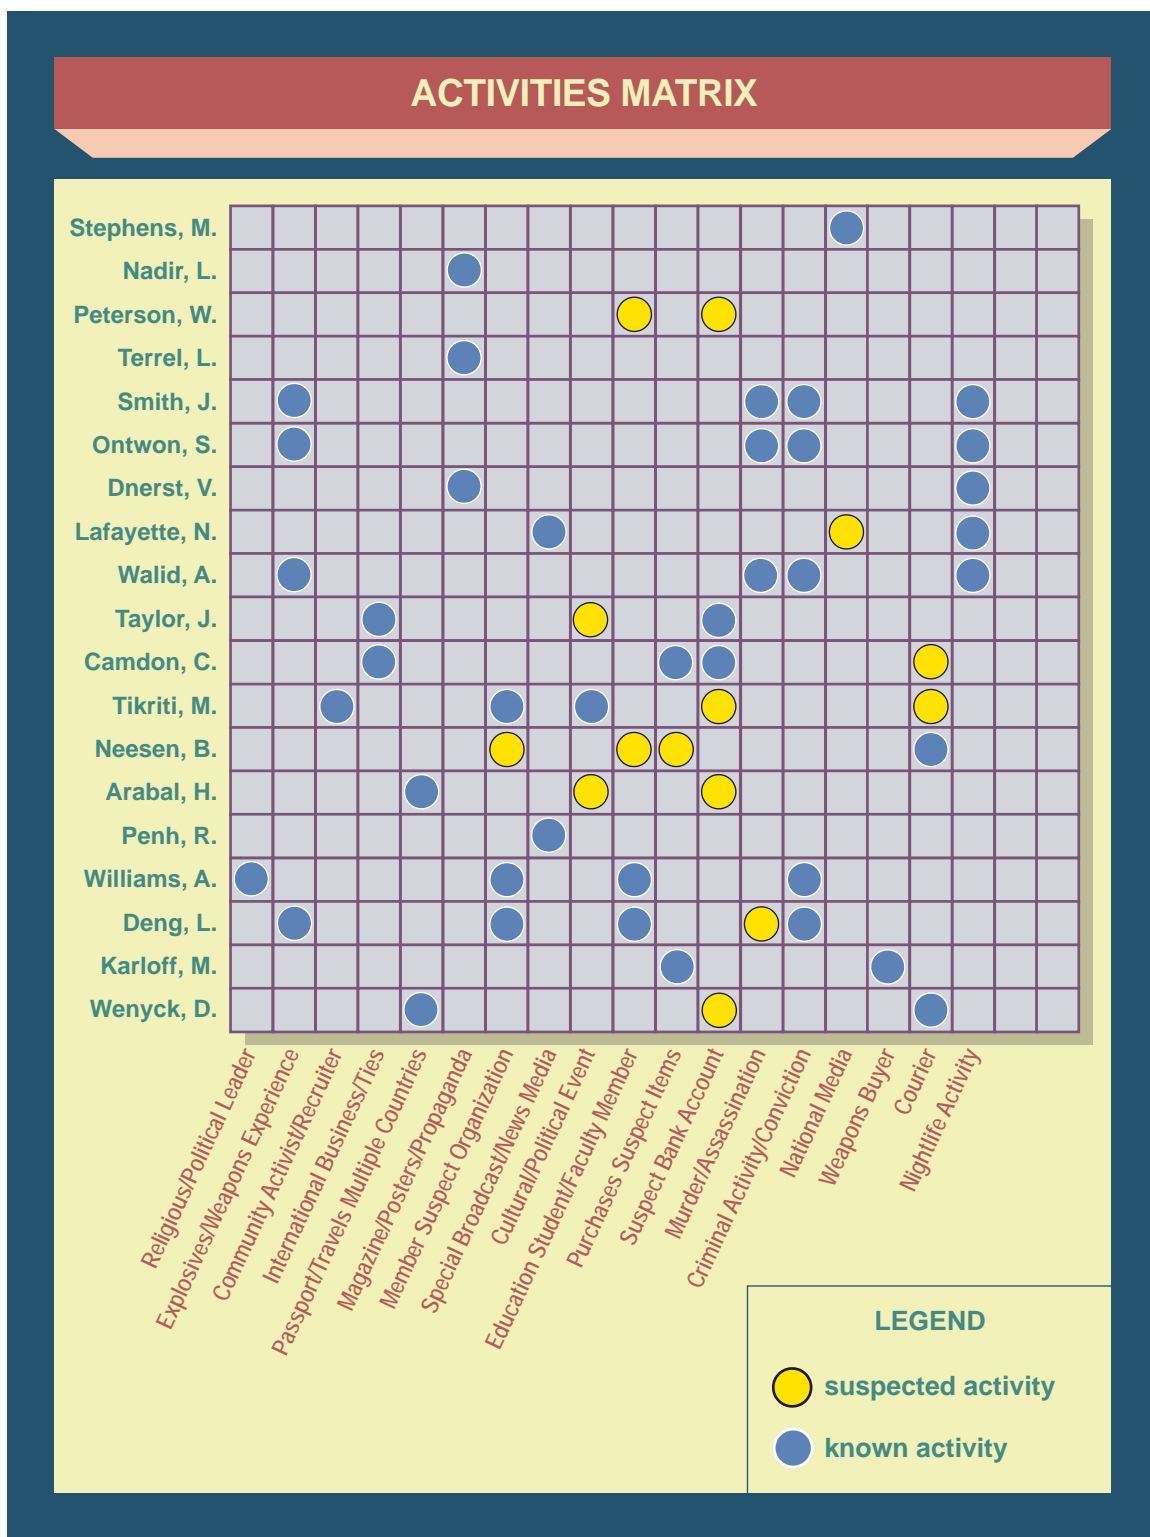 ACTIVITIES MATRIX
Stephens, M.
Nadir, L.
Peterson, W.
Terrel, L.
Smith, J.
Ontwon, S.
Dnerst, V.
Lafayette, N.
Walid, A.
Taylor, J.
Camdon, C.
Tikriti, M.
Neesen, B.
Arabal, H.
Penh, R.
Williams, A.
Deng, L.
Karloff, M.
Wenyck, D.
Religious/Political Leader
Explosives/Weapons Experience
Community Activist/Recruiter
International Business/Ties
Passport/Travels Multiple Countries
Magazine/Posters/Propaganda
Member Suspect Organization
Special Broadcast/News Media
Cultural/Political Event
Education Student/Faculty Member
Purchases Suspect Items
Suspect Bank Account
Murder/Assassination
Criminal Activity/Conviction
National Media
Weapons Buyer
Courier
Nightlife Activity
LEGEND
suspected activity
known activity